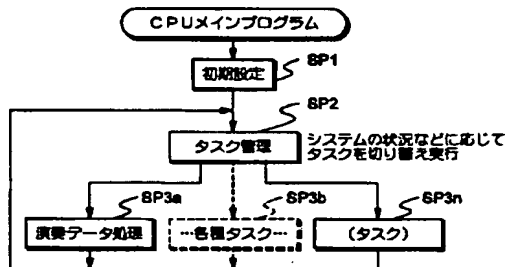 CPUメインプログラム
初期設定
SP1
SP2
タスク管理
システムの状況などに応じて
タスクを切り替え実行
SP3a
SP3b
SP3n
演奏データ処理
…各種タスク…
(タスク)